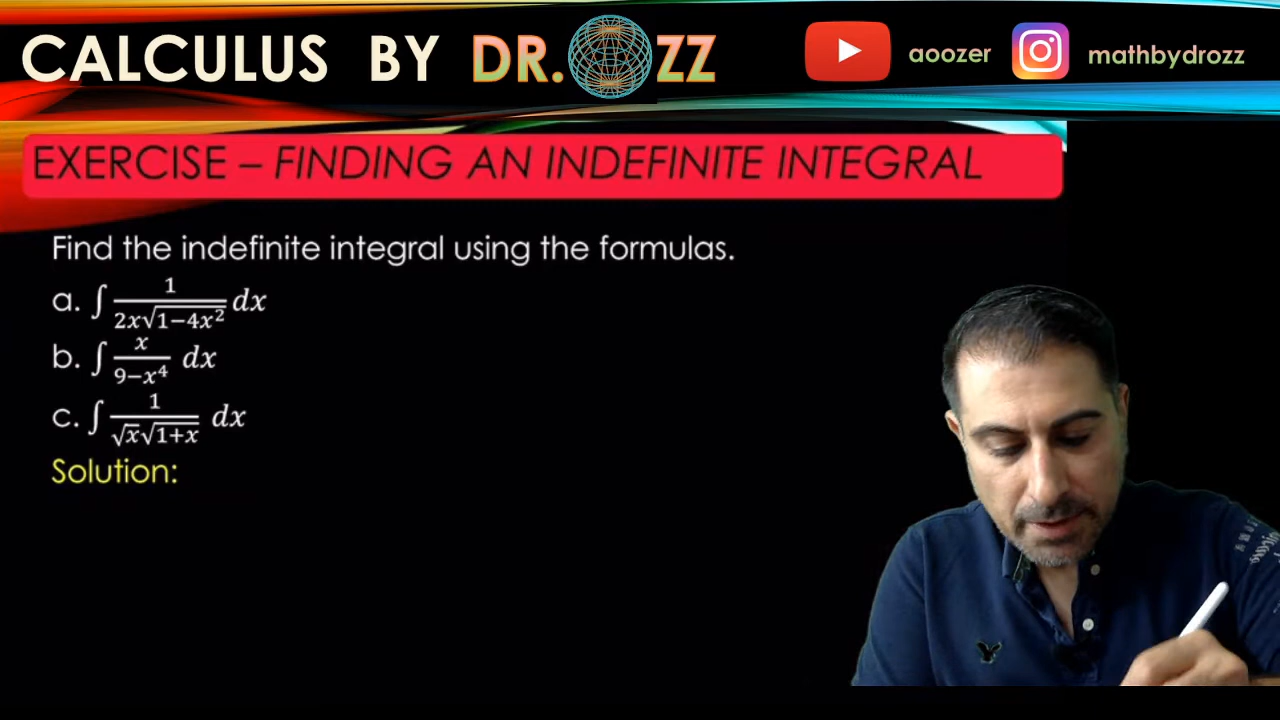 CALCULUS BY DR. ZZ
aoozer
mathbydrozz
EXERCISE – FINDING AN INDEFINITE INTEGRAL
Find the indefinite integral using the formulas.
a. ∫ 1/(2x√(1−4x²)) dx
b. ∫ x/(9−x⁴) dx
c. ∫ 1/(√x√(1+x)) dx
Solution: